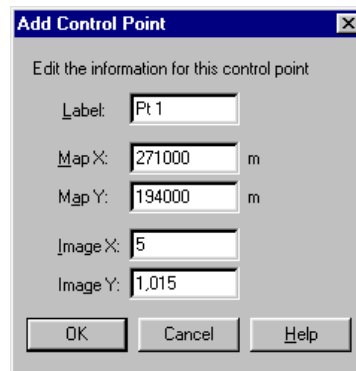 Add Control Point
Edit the information for this control point
Label: Pt 1
Map X: 271000 m
Map Y: 194000 m
Image X: 5
Image Y: 1,015
OK Cancel Help